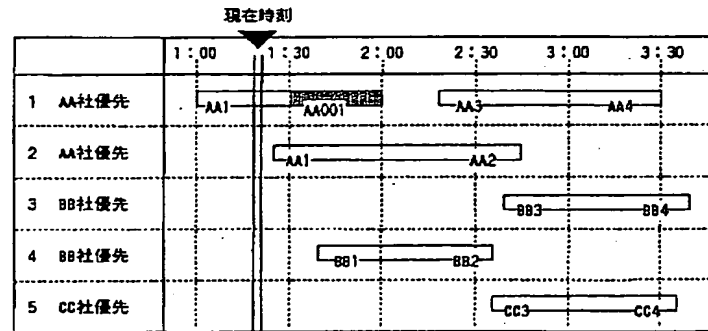 現在時刻
1:00 1:30 2:00 2:30 3:00 3:30
1 AA社優先 AA1 AA001 AA3 AA4
2 AA社優先 AA1 AA2
3 BB社優先 BB3 BB4
4 BB社優先 BB1 BB2
5 CC社優先 CC3 CC4